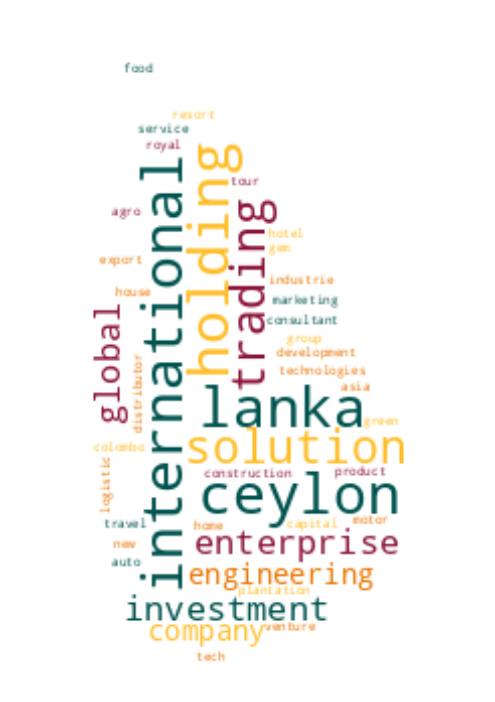 food
resort
service
royal
international
holding
trading
tour
agro
hotel
gem
export
industrie
house
marketing
global
consultant
distributor
group
development
technologies
asia
lanka
green
solution
colombo
logistic
construction
product
ceylon
travel
home
capital
motor
new
enterprise
auto
engineering
plantation
investment
company
venture
tech